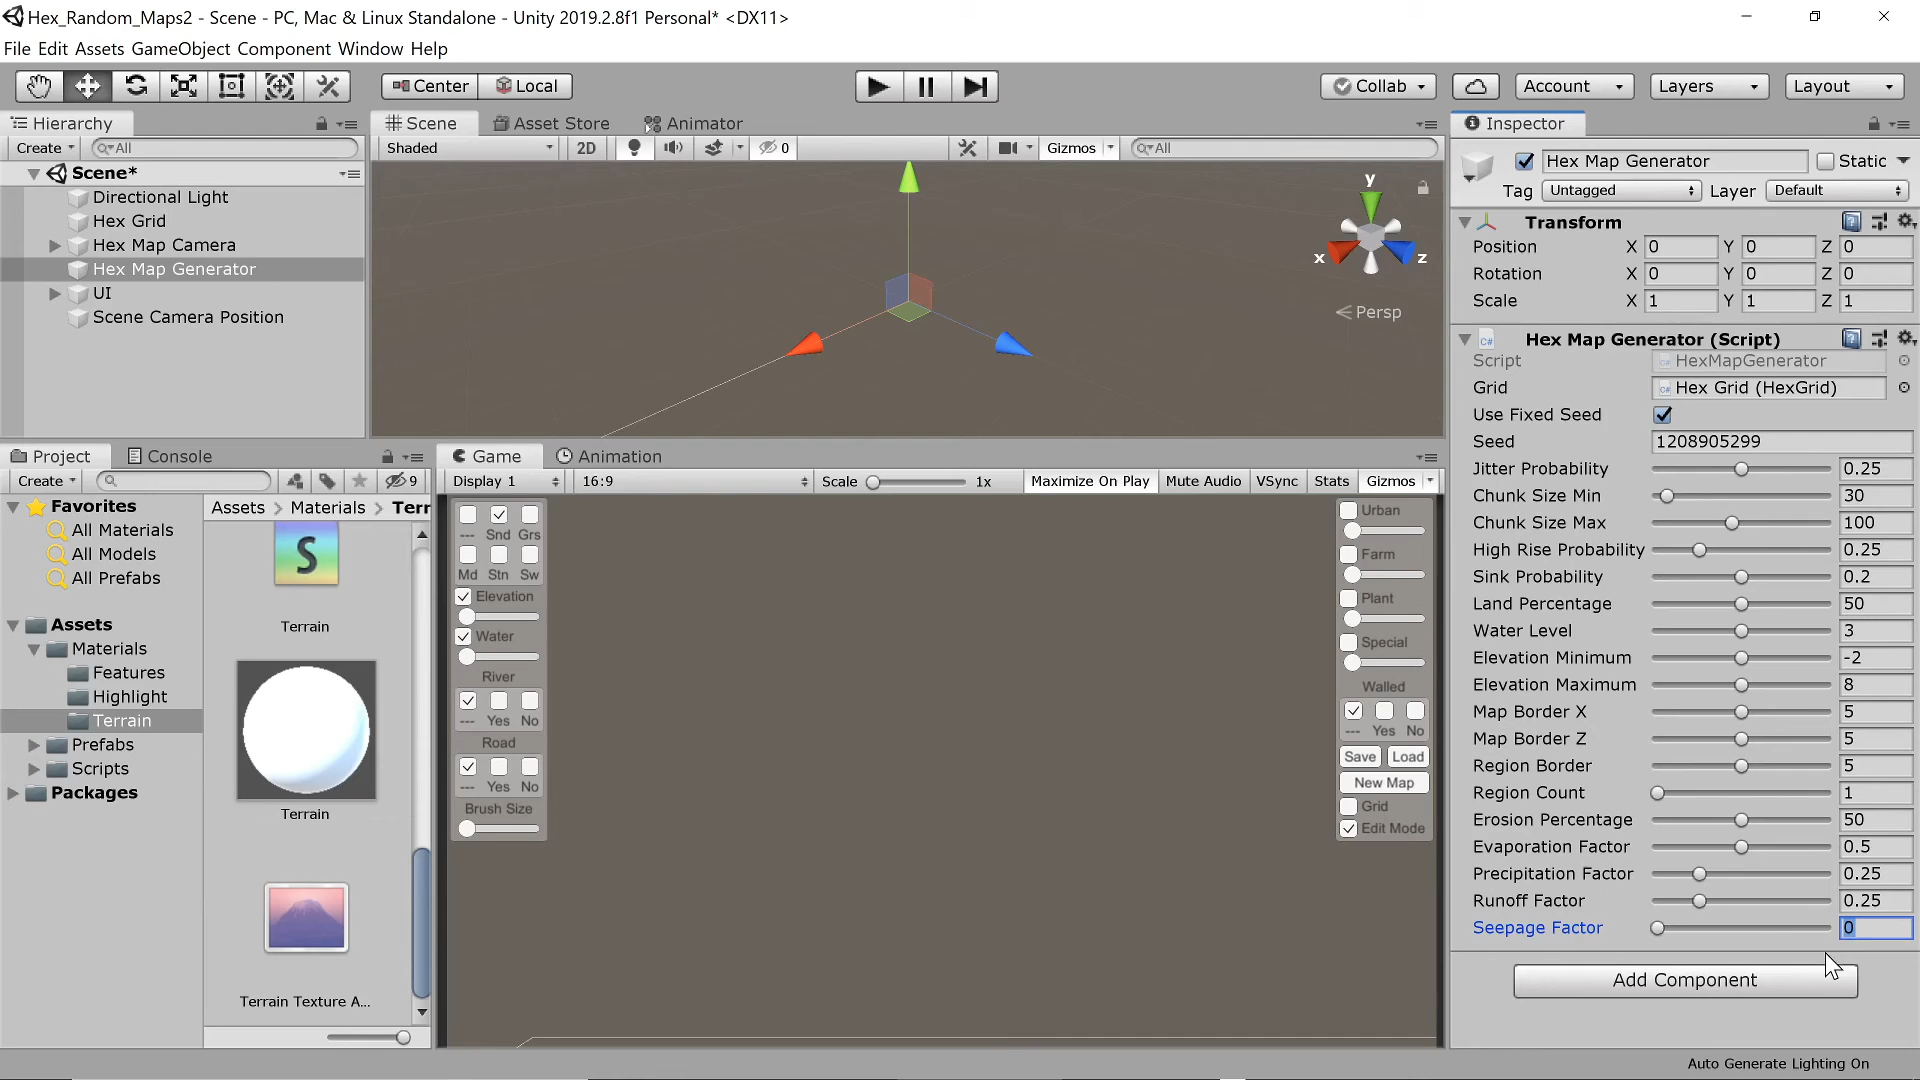 Hex_Random_Maps2 - Scene - PC, Mac & Linux Standalone - Unity 2019.2.8f1 Personal* <DX11>
File Edit Assets GameObject Component Window Help
Center Local Collab Account Layers Layout
Hierarchy
Create All
Scene*
Directional Light
Hex Grid
Hex Map Camera
Hex Map Generator
UI
Scene Camera Position
Scene Asset Store Animator
Shaded 2D 0 Gizmos All
y
x z
Persp
Project Console
Create 9
Favorites
All Materials
All Models
All Prefabs
Assets
Materials
Features
Highlight
Terrain
Prefabs
Scripts
Packages
Assets > Materials > Terr
S
Terrain
Terrain
Terrain Texture A...
Game Animation
Display 1 16:9 Scale 1x Maximize On Play Mute Audio VSync Stats Gizmos
--- Snd Grs
Md Stn Sw
Elevation
Water
River
--- Yes No
Road
--- Yes No
Brush Size
Urban
Farm
Plant
Special
Walled
--- Yes No
Save Load
New Map
Grid
Edit Mode
Inspector
Hex Map Generator Static
Tag Untagged Layer Default
Transform
Position X 0 Y 0 Z 0
Rotation X 0 Y 0 Z 0
Scale X 1 Y 1 Z 1
Hex Map Generator (Script)
Script HexMapGenerator
Grid Hex Grid (HexGrid)
Use Fixed Seed
Seed 1208905299
Jitter Probability 0.25
Chunk Size Min 30
Chunk Size Max 100
High Rise Probability 0.25
Sink Probability 0.2
Land Percentage 50
Water Level 3
Elevation Minimum -2
Elevation Maximum 8
Map Border X 5
Map Border Z 5
Region Border 5
Region Count 1
Erosion Percentage 50
Evaporation Factor 0.5
Precipitation Factor 0.25
Runoff Factor 0.25
Seepage Factor 0
Add Component
Auto Generate Lighting On